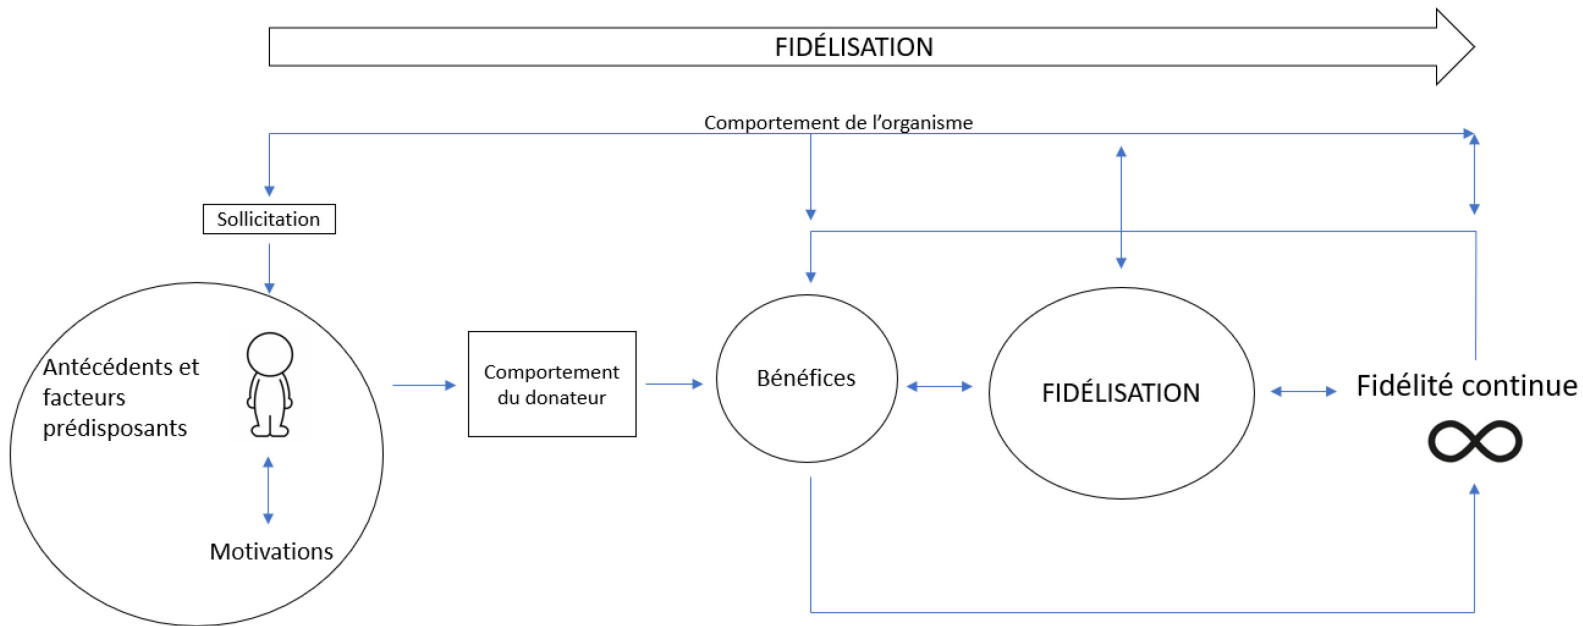 FIDÉLISATION
Comportement de l’organisme
Sollicitation
Antécédents et
facteurs
prédisposants
Motivations
Comportement
du donateur
Bénéfices
FIDÉLISATION
Fidélité continue